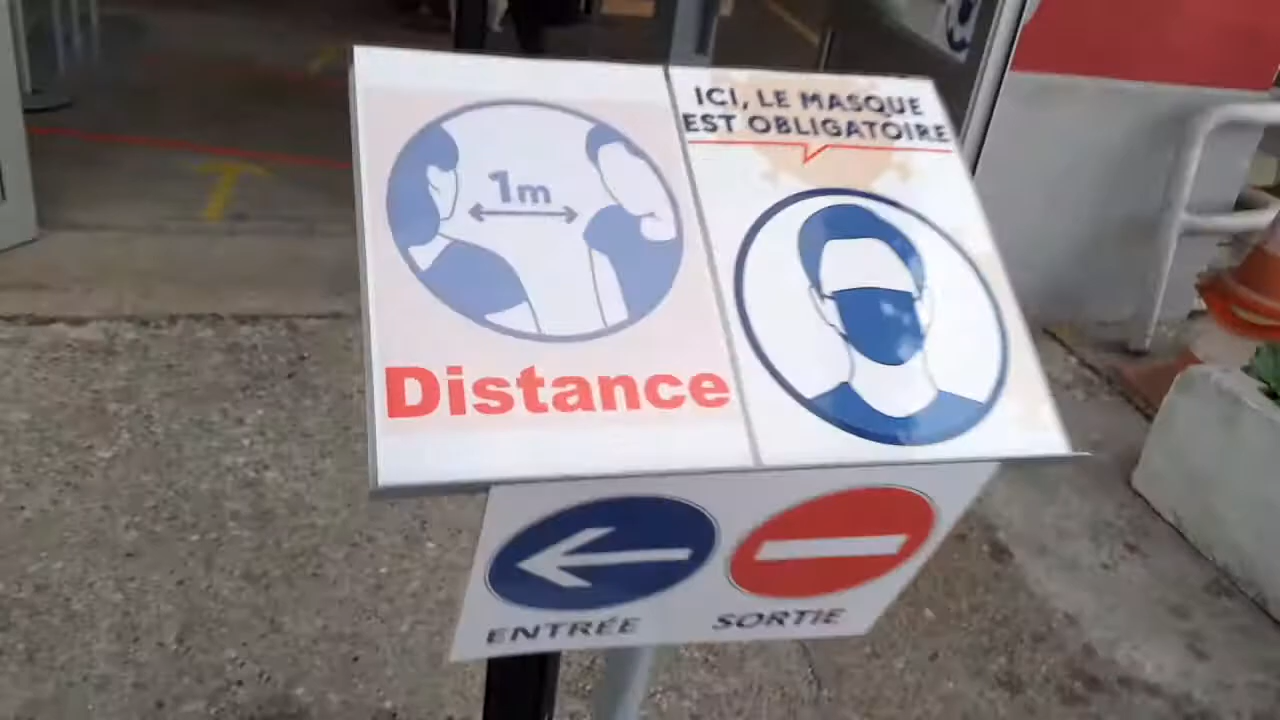 1m
Distance
ICI, LE MASQUE
EST OBLIGATOIRE
ENTRÉE
SORTIE